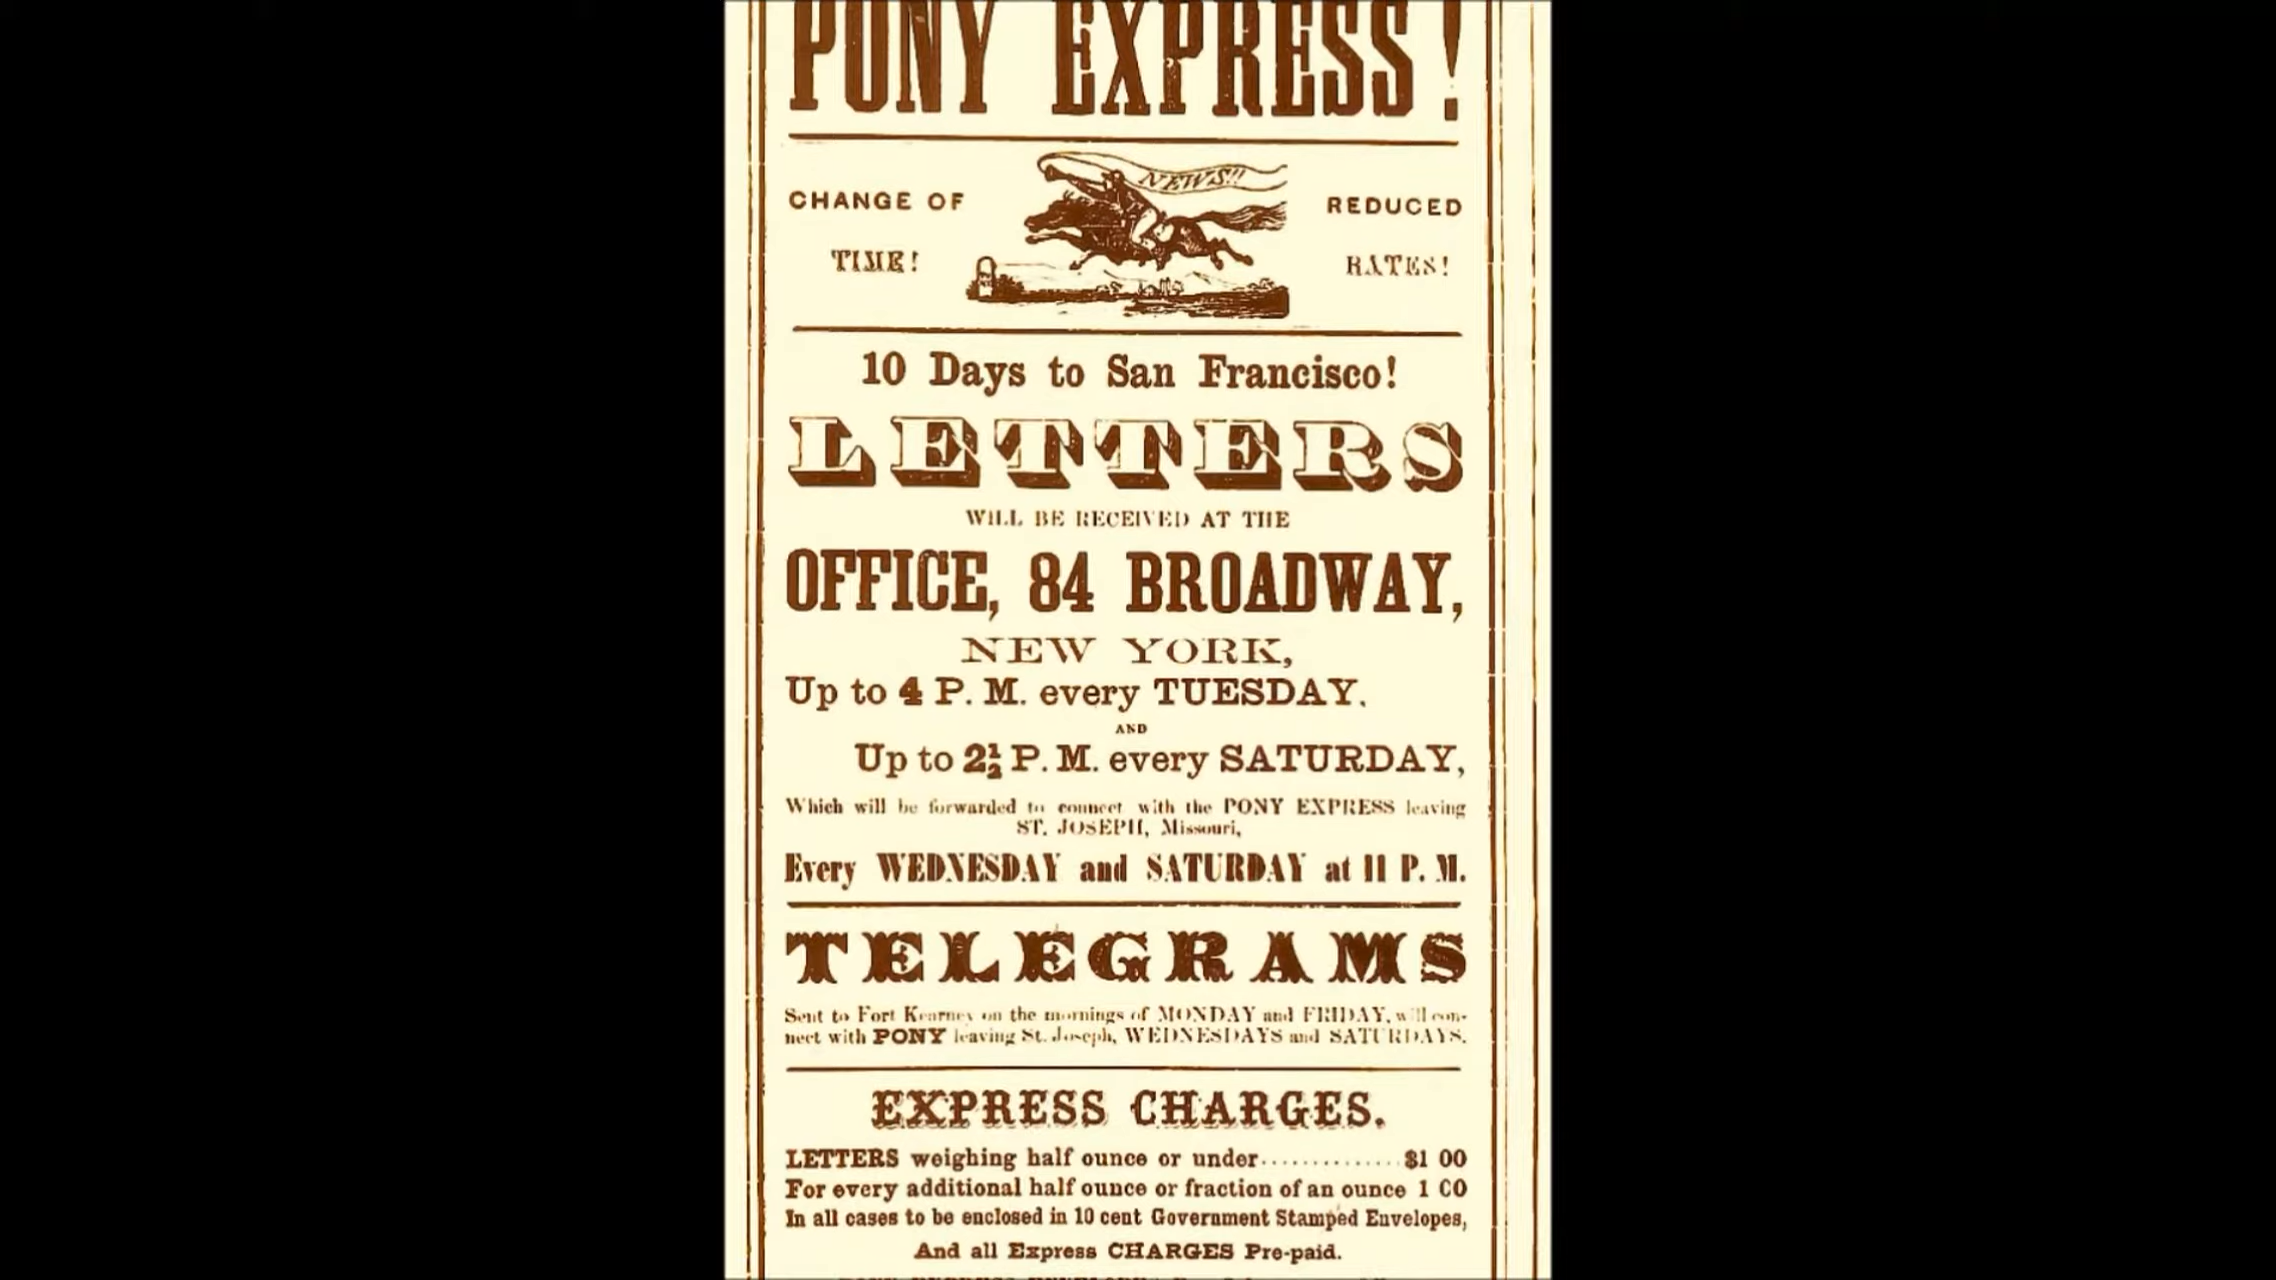 PONY EXPRESS!
NEWS!!
CHANGE OF
TIME!
REDUCED
RATES!
10 Days to San Francisco!
LETTERS
WILL BE RECEIVED AT THE
OFFICE, 84 BROADWAY,
NEW YORK,
Up to 4 P. M. every TUESDAY.
AND
Up to 2½ P. M. every SATURDAY,
Which will be forwarded to connect with the PONY EXPRESS leaving
ST. JOSEPH, Missouri,
Every WEDNESDAY and SATURDAY at 11 P. M.
TELEGRAMS
Sent to Fort Kearney on the mornings of MONDAY and FRIDAY, will con-
nect with PONY leaving St. Joseph, WEDNESDAYS and SATURDAYS.
EXPRESS CHARGES.
LETTERS weighing half ounce or under.............. $1 00
For every additional half ounce or fraction of an ounce 1 00
In all cases to be enclosed in 10 cent Government Stamped Envelopes,
And all Express CHARGES Pre-paid.